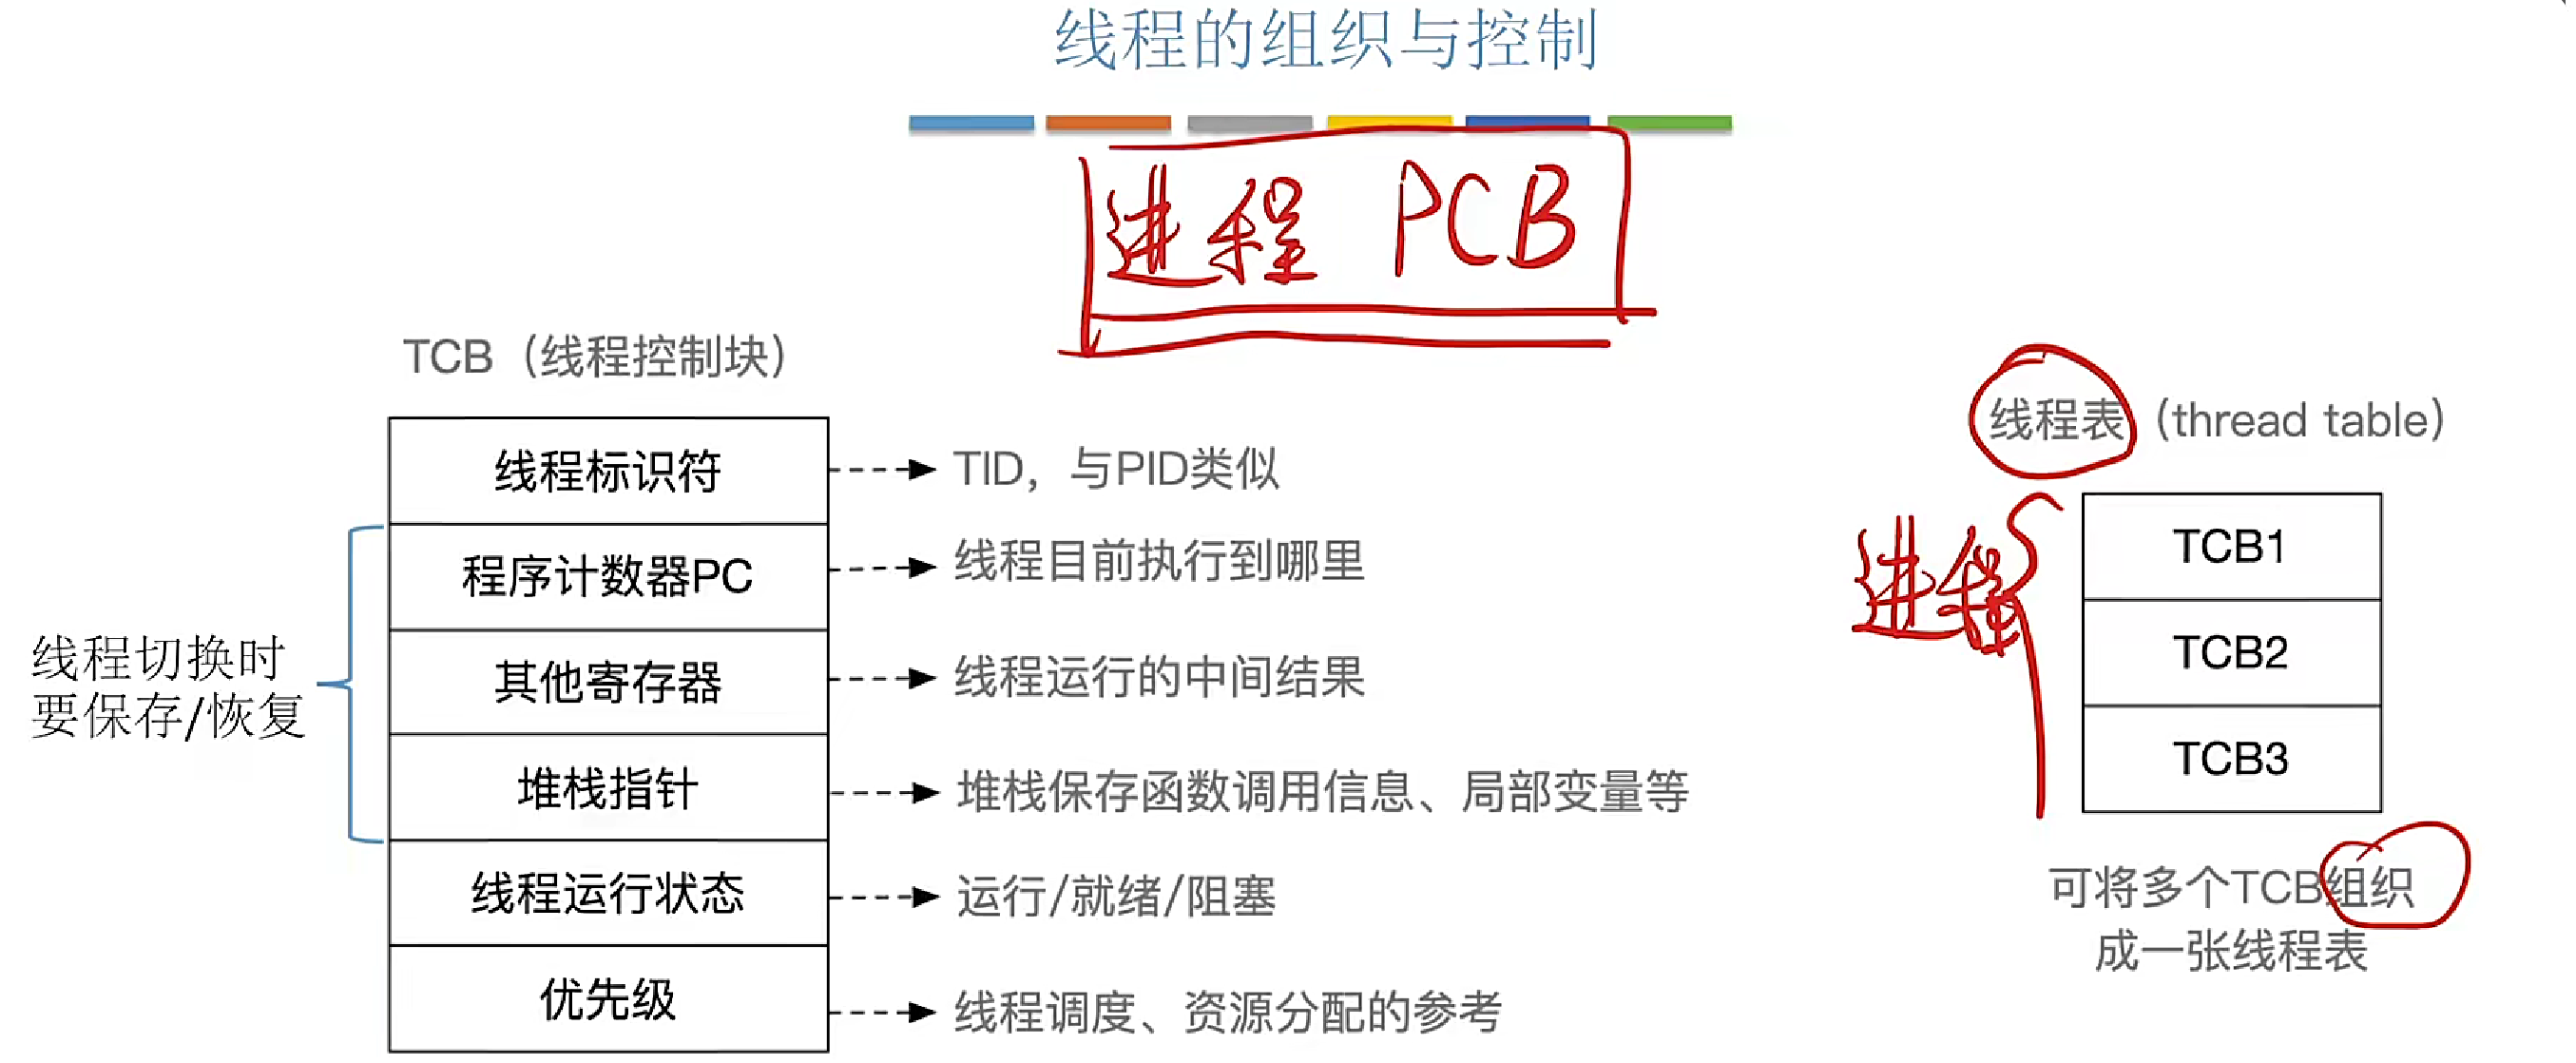 线程的组织与控制
进程 PCB
TCB（线程控制块）
线程标识符
TID，与PID类似
程序计数器PC
线程目前执行到哪里
其他寄存器
线程运行的中间结果
堆栈指针
堆栈保存函数调用信息、局部变量等
线程运行状态
运行/就绪/阻塞
优先级
线程调度、资源分配的参考
线程切换时
要保存/恢复
线程表（thread table）
进程
TCB1
TCB2
TCB3
可将多个TCB组织
成一张线程表